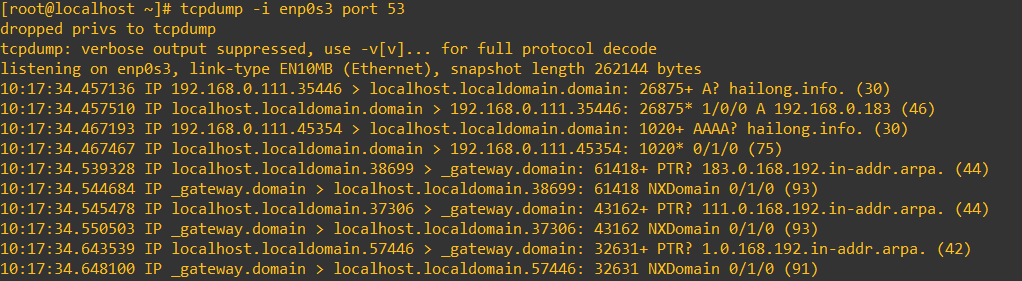 [root@localhost ~]# tcpdump -i enp0s3 port 53
dropped privs to tcpdump
tcpdump: verbose output suppressed, use -v[v]... for full protocol decode
listening on enp0s3, link-type EN10MB (Ethernet), snapshot length 262144 bytes
10:17:34.457136 IP 192.168.0.111.35446 > localhost.localdomain.domain: 26875+ A? hailong.info. (30)
10:17:34.457510 IP localhost.localdomain.domain > 192.168.0.111.35446: 26875* 1/0/0 A 192.168.0.183 (46)
10:17:34.467193 IP 192.168.0.111.45354 > localhost.localdomain.domain: 1020+ AAAA? hailong.info. (30)
10:17:34.467467 IP localhost.localdomain.domain > 192.168.0.111.45354: 1020* 0/1/0 (75)
10:17:34.539328 IP localhost.localdomain.38699 > _gateway.domain: 61418+ PTR? 183.0.168.192.in-addr.arpa. (44)
10:17:34.544684 IP _gateway.domain > localhost.localdomain.38699: 61418 NXDomain 0/1/0 (93)
10:17:34.545478 IP localhost.localdomain.37306 > _gateway.domain: 43162+ PTR? 111.0.168.192.in-addr.arpa. (44)
10:17:34.550503 IP _gateway.domain > localhost.localdomain.37306: 43162 NXDomain 0/1/0 (93)
10:17:34.643539 IP localhost.localdomain.57446 > _gateway.domain: 32631+ PTR? 1.0.168.192.in-addr.arpa. (42)
10:17:34.648100 IP _gateway.domain > localhost.localdomain.57446: 32631 NXDomain 0/1/0 (91)